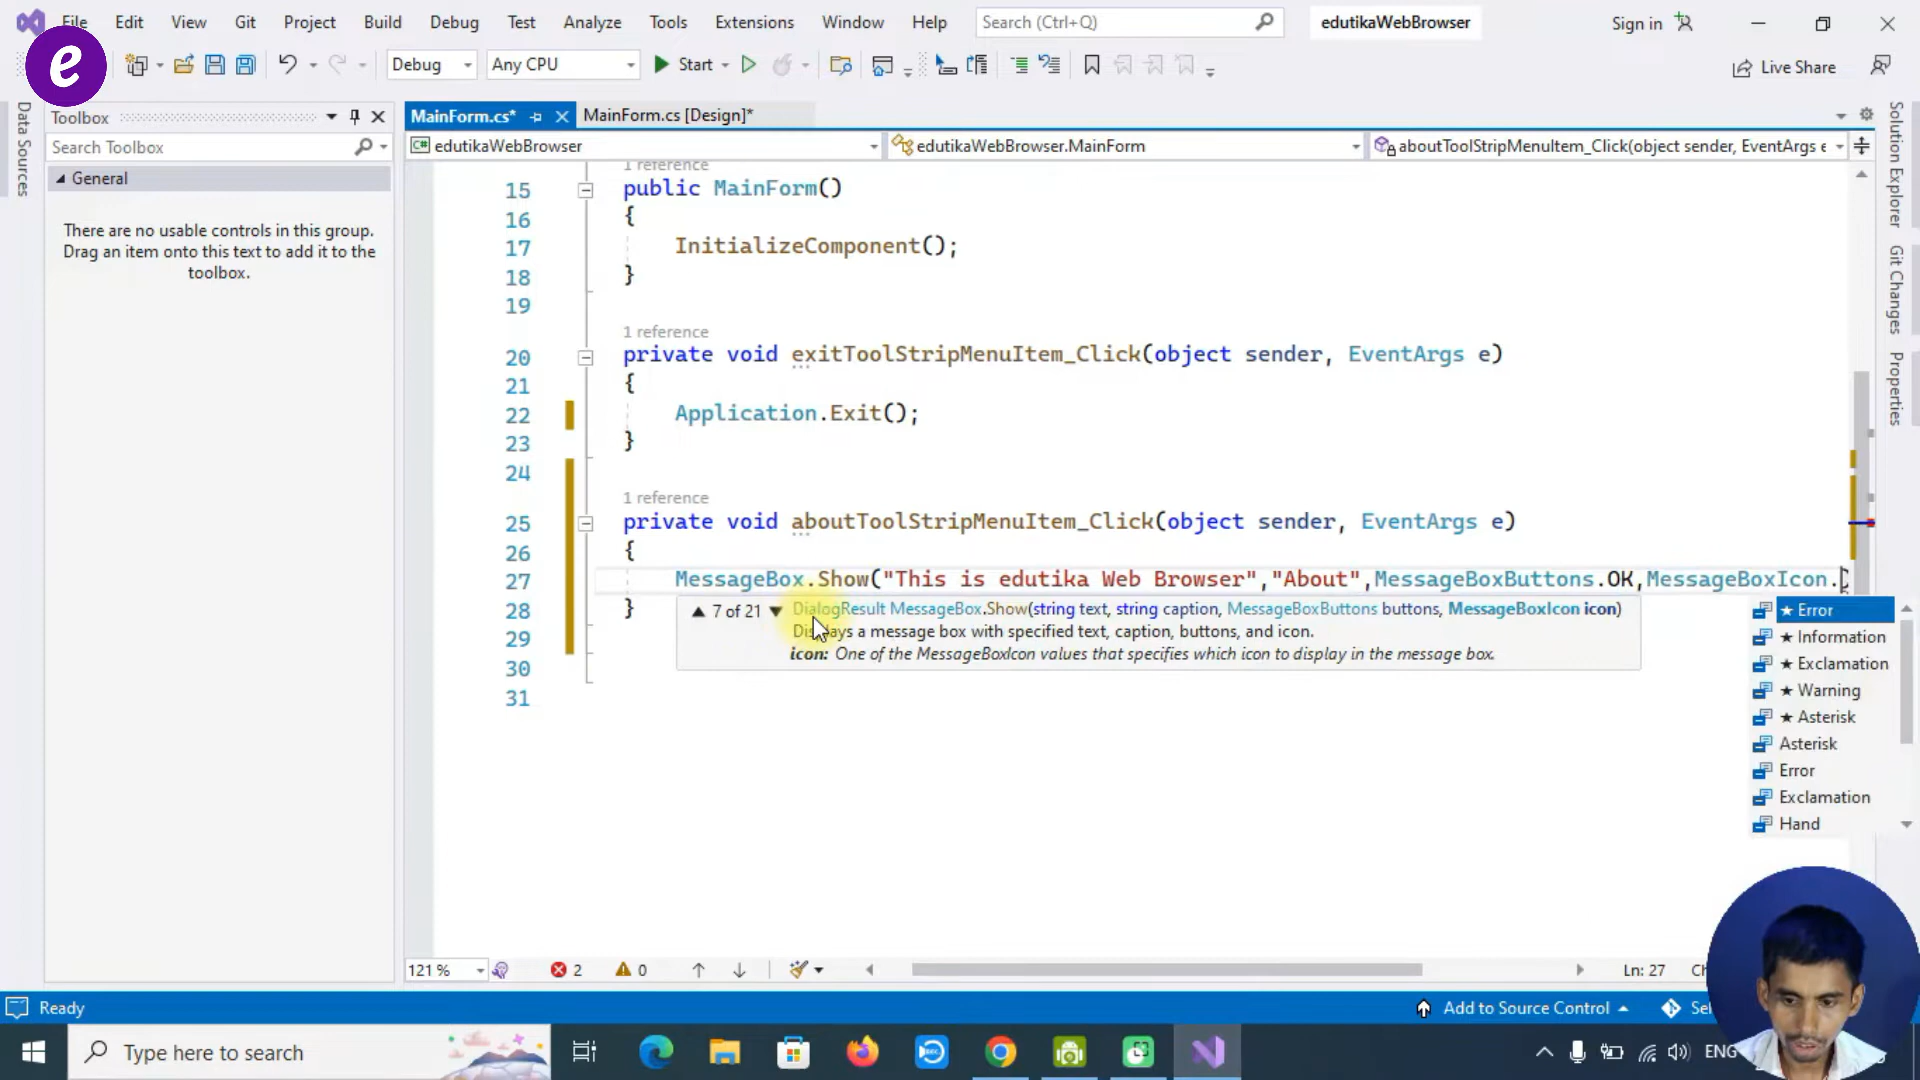 File Edit View Git Project Build Debug Test Analyze Tools Extensions Window Help Search (Ctrl+Q) edutikaWebBrowser Sign in
e Debug Any CPU Start Live Share
Data Sources
Toolbox
Search Toolbox
General
There are no usable controls in this group.
Drag an item onto this text to add it to the
toolbox.
MainForm.cs* MainForm.cs [Design]*
edutikaWebBrowser edutikaWebBrowser.MainForm aboutToolStripMenuItem_Click(object sender, EventArgs e
1 reference
15 public MainForm()
16 {
17 InitializeComponent();
18 }
19
1 reference
20 private void exitToolStripMenuItem_Click(object sender, EventArgs e)
21 {
22 Application.Exit();
23 }
24
1 reference
25 private void aboutToolStripMenuItem_Click(object sender, EventArgs e)
26 {
27 MessageBox.Show("This is edutika Web Browser","About",MessageBoxButtons.OK,MessageBoxIcon.
28 }
29
30
31
▲ 7 of 21 ▼ DialogResult MessageBox.Show(string text, string caption, MessageBoxButtons buttons, MessageBoxIcon icon)
Displays a message box with specified text, caption, buttons, and icon.
icon: One of the MessageBoxIcon values that specifies which icon to display in the message box.
★ Error
★ Information
★ Exclamation
★ Warning
★ Asterisk
Asterisk
Error
Exclamation
Hand
Solution Explorer
Git Changes
Properties
121 % 2 0 Ln: 27
Ready Add to Source Control
Type here to search ENG